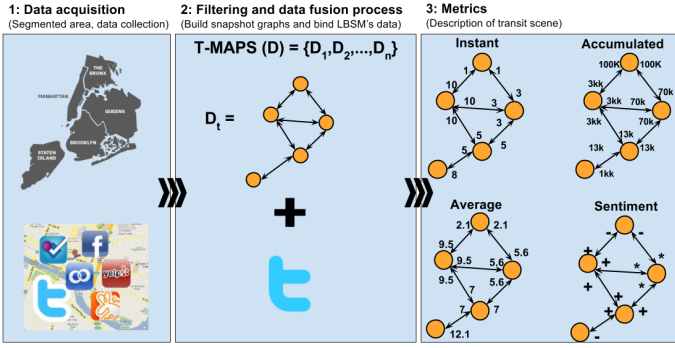 1: Data acquisition
(Segmented area, data collection)
THE
BRONX
MANHATTAN
QUEENS
BROOKLYN
STATEN
ISLAND
f
yelp
t
2: Filtering and data fusion process
(Build snapshot graphs and bind LBSM's data)
T-MAPS (D) = {D1,D2,...,Dn}
Dt =
+
t
3: Metrics
(Description of transit scene)
Instant
1 1
10 3
10 3
10 3
5 5
5
8
Accumulated
100K 100K
3kk 70k
3kk 70k
3kk 70k
13k
13k 13k
1kk
Average
2.1 2.1
9.5 5.6
9.5 5.6
9.5 5.6
7
7 7
12.1
Sentiment
- -
+ *
+ *
+ *
+
+ +
-